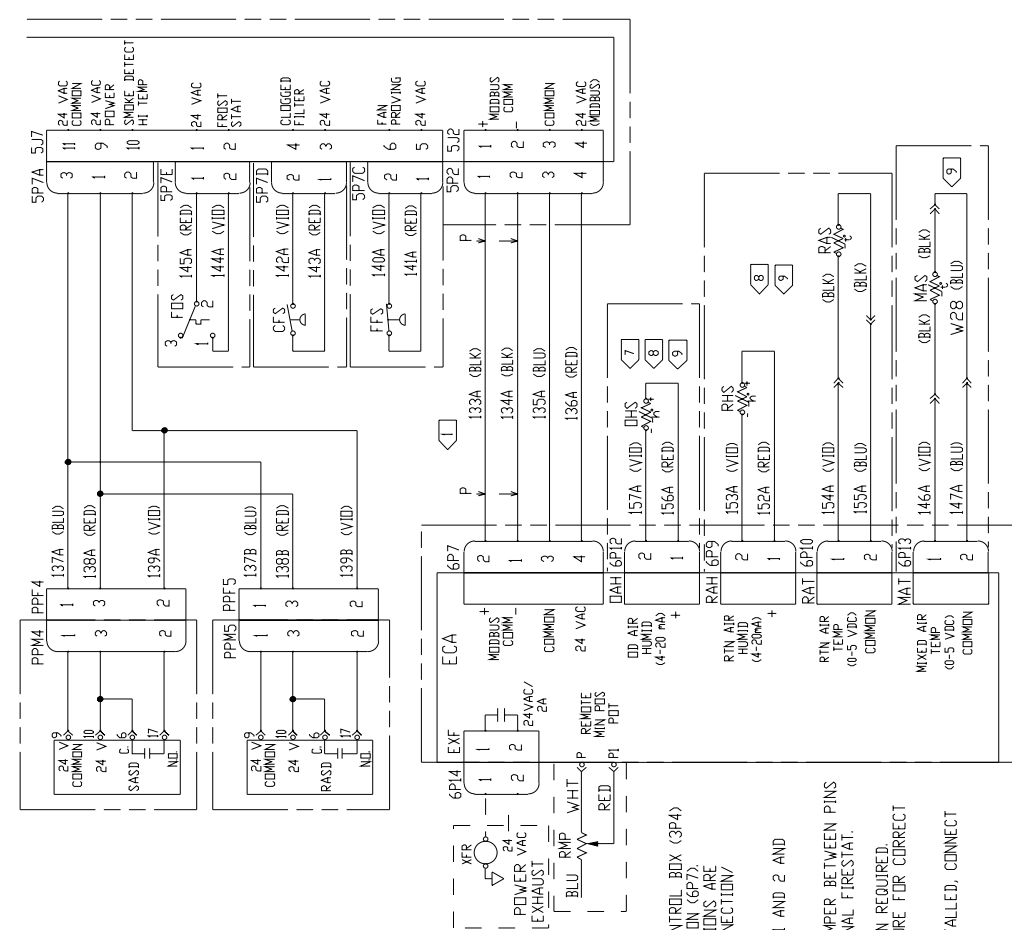 5J7
5P7A
11
24 VAC
COMMON
9
24 VAC
POWER
10
SMOKE DETECT
HI TEMP
3
1
2
1
24 VAC
2
FROST
STAT
1
2
5P7E
4
CLOGGED
FILTER
3
24 VAC
2
1
5P7D
6
FAN
PROVING
5
24 VAC
2
1
5P7C
5J2
5P2
1
+
MODBUS
COMM
2
-
3
COMMON
4
24 VAC
(MODBUS)
1
2
3
4
145A (RED)
144A (VIO)
FOS
3
2
1
142A (VIO)
143A (RED)
CFS
140A (VIO)
141A (RED)
FFS
P
133A (BLK)
134A (BLK)
135A (BLU)
136A (RED)
1
P
7
8
9
OHS
157A (VIO)
156A (RED)
8
9
RHS
153A (VIO)
152A (RED)
RAS
(BLK)
(BLK)
154A (VIO)
155A (BLU)
9
(BLK)
MAS
(BLK)
W28 (BLU)
146A (VIO)
147A (BLU)
137A (BLU)
138A (RED)
139A (VIO)
137B (BLU)
138B (RED)
139B (VIO)
PPF4
PPM4
1
3
2
1
3
2
PPF5
PPM5
1
3
2
1
3
2
9
10
6
17
24 V
COMMON
24 V
C.
SASD
N.O.
9
10
6
17
24 V
COMMON
24 V
C.
RASD
N.O.
6P7
2
1
3
4
ECA
+
MODBUS
COMM
-
COMMON
24 VAC
OAH
6P12
2
1
OD AIR
HUMID
(4-20 mA)
+
RAH
6P9
2
1
RTN AIR
HUMID
(4-20mA)
+
RAT
6P10
1
2
RTN AIR
TEMP
(0-5 VDC)
COMMON
MAT
6P13
1
2
MIXED AIR
TEMP
(0-5 VDC)
COMMON
EXF
6P14
1
2
1
2
24VAC/
2A
REMOTE
MIN POS
POT
P
P1
WHT
RED
RMP
BLU
XFR
24 VAC
POWER
EXHAUST
NTROL BOX (3P4)
ON (6P7).
IONS ARE
NECTION/
1 AND 2 AND
MPER BETWEEN PINS
NAL FIRESTAT.
N REQUIRED.
URE FOR CORRECT
ALLED, CONNECT